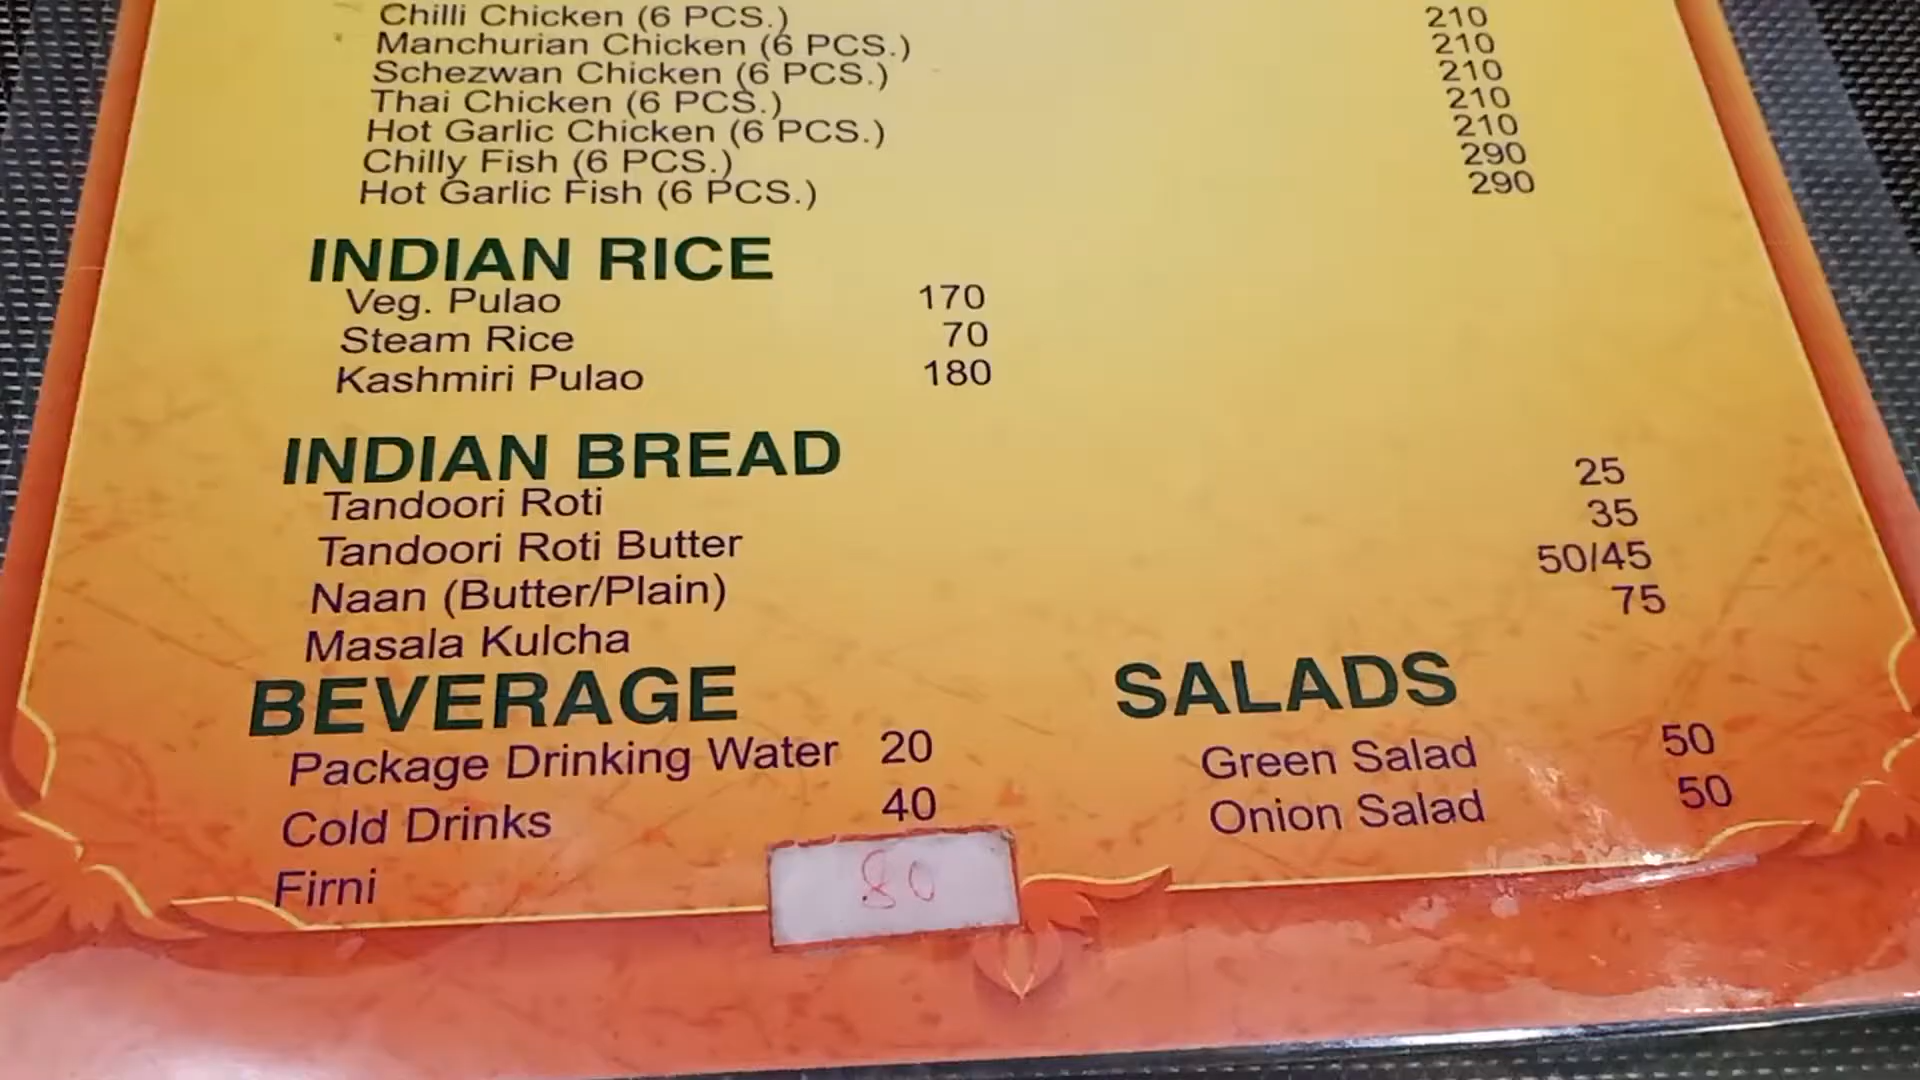 Chilli Chicken (6 PCS.) 210
Manchurian Chicken (6 PCS.) 210
Schezwan Chicken (6 PCS.) 210
Thai Chicken (6 PCS.) 210
Hot Garlic Chicken (6 PCS.) 210
Chilly Fish (6 PCS.) 290
Hot Garlic Fish (6 PCS.) 290
INDIAN RICE
Veg. Pulao 170
Steam Rice 70
Kashmiri Pulao 180
INDIAN BREAD
Tandoori Roti 25
Tandoori Roti Butter 35
Naan (Butter/Plain) 50/45
Masala Kulcha 75
BEVERAGE
Package Drinking Water 20
Cold Drinks 40
Firni 80
SALADS
Green Salad 50
Onion Salad 50